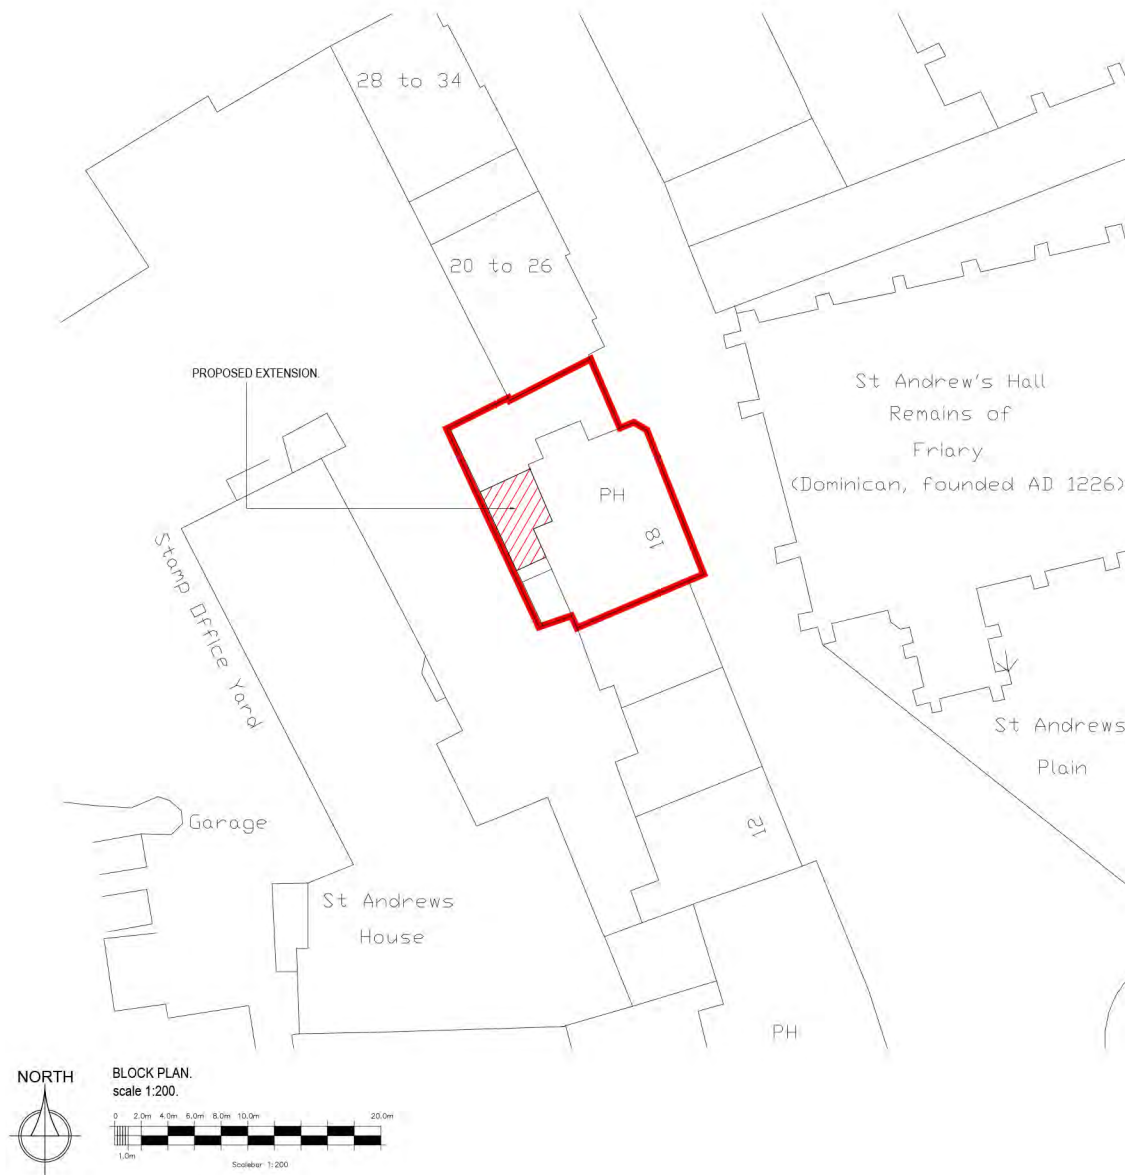 28 to 34
20 to 26
PROPOSED EXTENSION.
St Andrew's Hall
Remains of
Friary
(Dominican, founded AD 1226)
PH
18
Stamp Office Yard
St Andrews
Plain
Garage
12
St Andrews
House
PH
NORTH
BLOCK PLAN.
scale 1:200.
0 2.0m 4.0m 6.0m 8.0m 10.0m 20.0m
1.0m
Scalebar 1:200